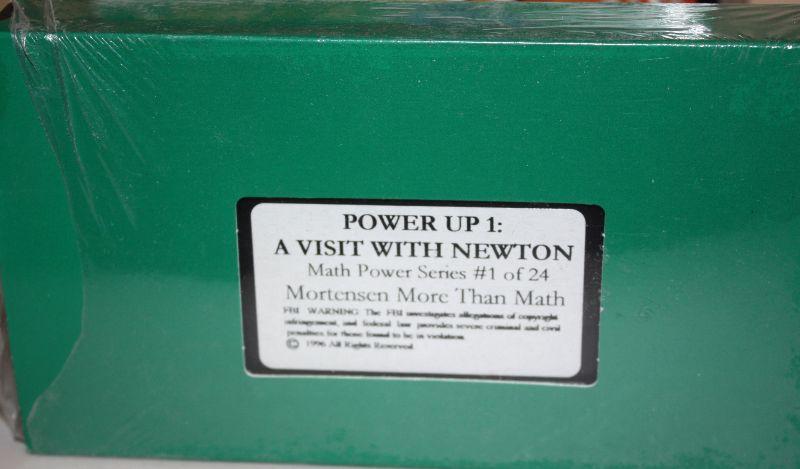 POWER UP 1:
A VISIT WITH NEWTON
Math Power Series #1 of 24
Mortensen More Than Math
FBI WARNING The FBI investigates allegations of copyright
infringement, and federal law provides severe criminal and civil
penalties for those found to be in violation.
© 1996 All Rights Reserved.